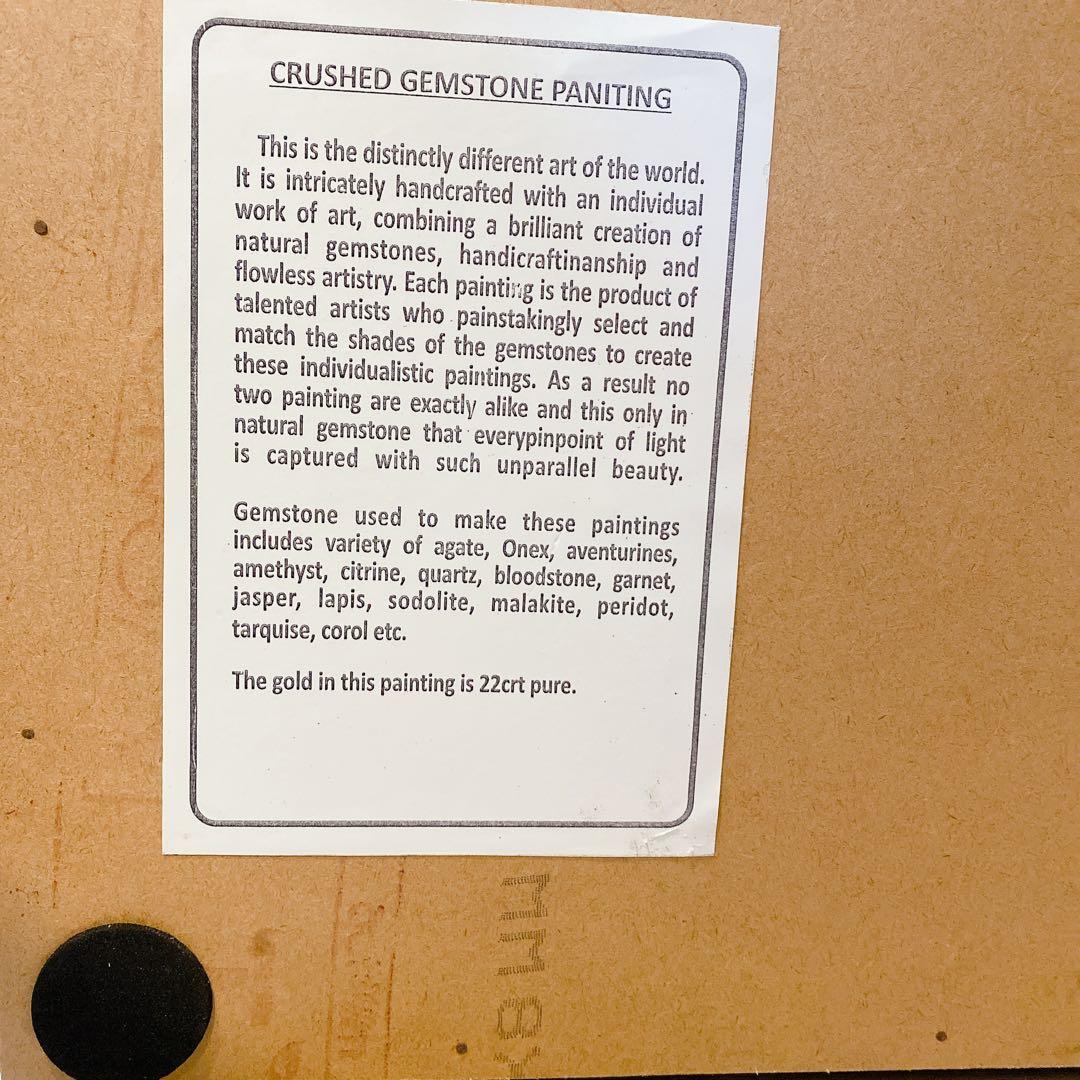 CRUSHED GEMSTONE PANITING
This is the distinctly different art of the world.
It is intricately handcrafted with an individual
work of art, combining a brilliant creation of
natural gemstones, handicraftinanship and
flowless artistry. Each painting is the product of
talented artists who painstakingly select and
match the shades of the gemstones to create
these individualistic paintings. As a result no
two painting are exactly alike and this only in
natural gemstone that everypinpoint of light
is captured with such unparallel beauty.
Gemstone used to make these paintings
includes variety of agate, Onex, aventurines,
amethyst, citrine, quartz, bloodstone, garnet,
jasper, lapis, sodolite, malakite, peridot,
tarquise, corol etc.
The gold in this painting is 22crt pure.